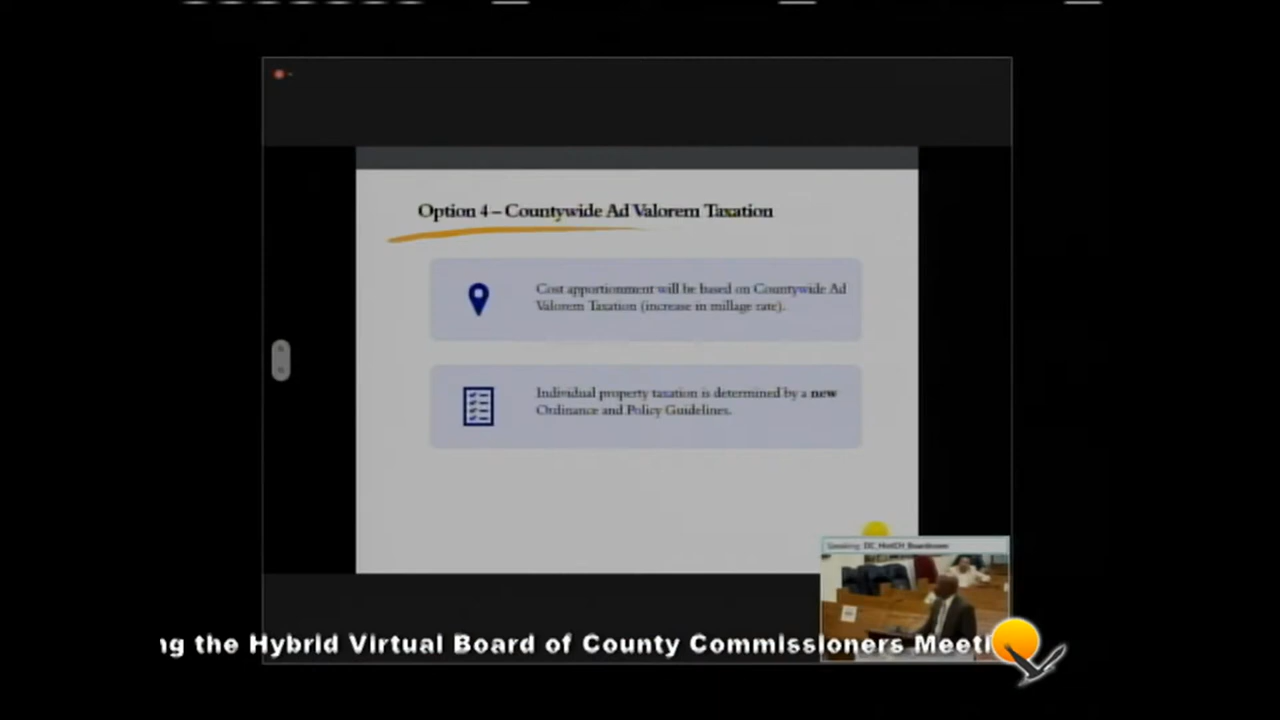 Option 4 – Countywide Ad Valorem Taxation
Cost apportionment will be based on Countywide Ad
Valorem Taxation (increase in millage rate).
Individual property taxation is determined by a new
Ordinance and Policy Guidelines.
Speaking: Boardroom
ng the Hybrid Virtual Board of County Commissioners Meeti